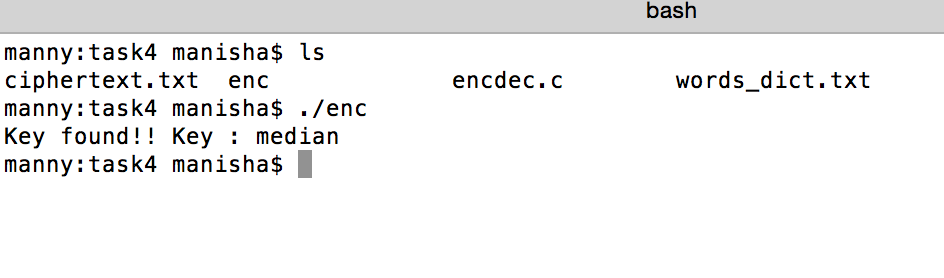 bash
manny:task4 manisha$ ls
ciphertext.txt  enc             encdec.c        words_dict.txt
manny:task4 manisha$ ./enc
Key found!! Key : median
manny:task4 manisha$